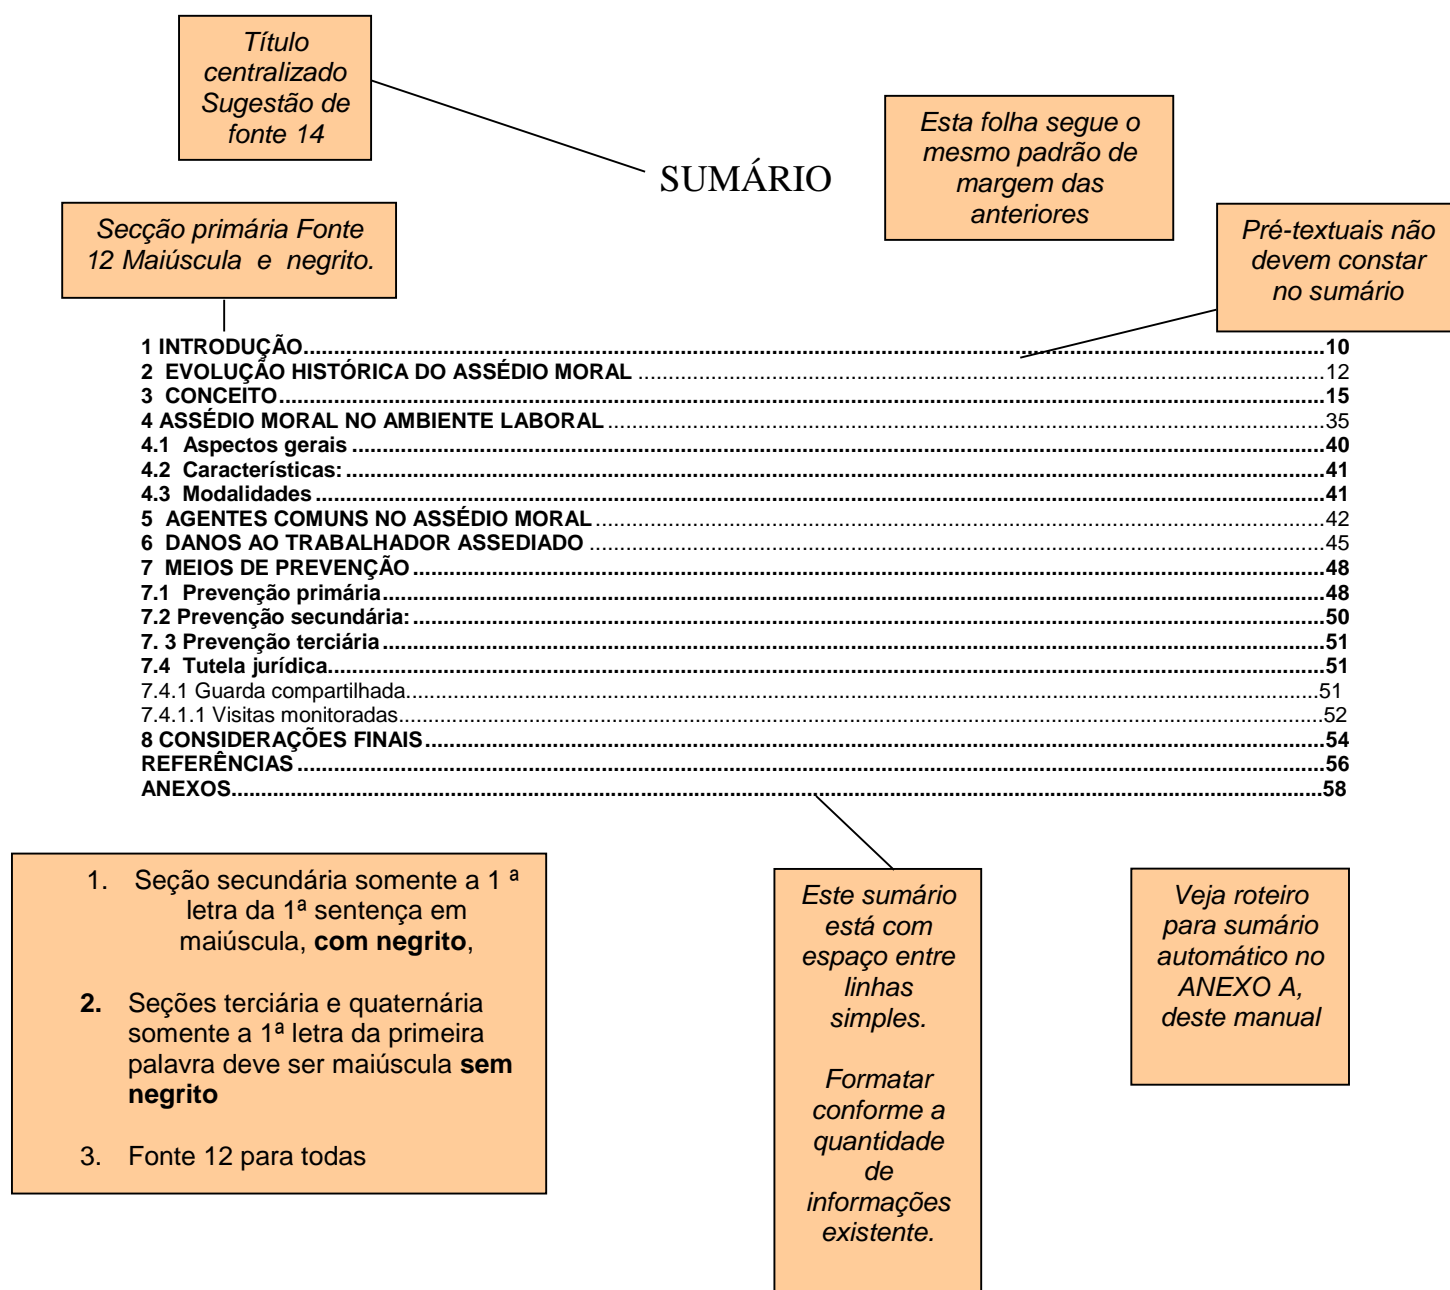 Título
centralizado
Sugestão de
fonte 14
SUMÁRIO
Esta folha segue o
mesmo padrão de
margem das
anteriores
Secção primária Fonte
12 Maiúscula e negrito.
Pré-textuais não
devem constar
no sumário
1 INTRODUÇÃO..........10
2 EVOLUÇÃO HISTÓRICA DO ASSÉDIO MORAL..........12
3 CONCEITO..........15
4 ASSÉDIO MORAL NO AMBIENTE LABORAL..........35
4.1 Aspectos gerais..........40
4.2 Características:..........41
4.3 Modalidades..........41
5 AGENTES COMUNS NO ASSÉDIO MORAL..........42
6 DANOS AO TRABALHADOR ASSEDIADO..........45
7 MEIOS DE PREVENÇÃO..........48
7.1 Prevenção primária..........48
7.2 Prevenção secundária:..........50
7. 3 Prevenção terciária..........51
7.4 Tutela jurídica..........51
7.4.1 Guarda compartilhada..........51
7.4.1.1 Visitas monitoradas..........52
8 CONSIDERAÇÕES FINAIS..........54
REFERÊNCIAS..........56
ANEXOS..........58
1. Seção secundária somente a 1 ª
letra da 1ª sentença em
maiúscula, com negrito,
2. Seções terciária e quaternária
somente a 1ª letra da primeira
palavra deve ser maiúscula sem
negrito
3. Fonte 12 para todas
Este sumário
está com
espaço entre
linhas
simples.
Formatar
conforme a
quantidade
de
informações
existente.
Veja roteiro
para sumário
automático no
ANEXO A,
deste manual